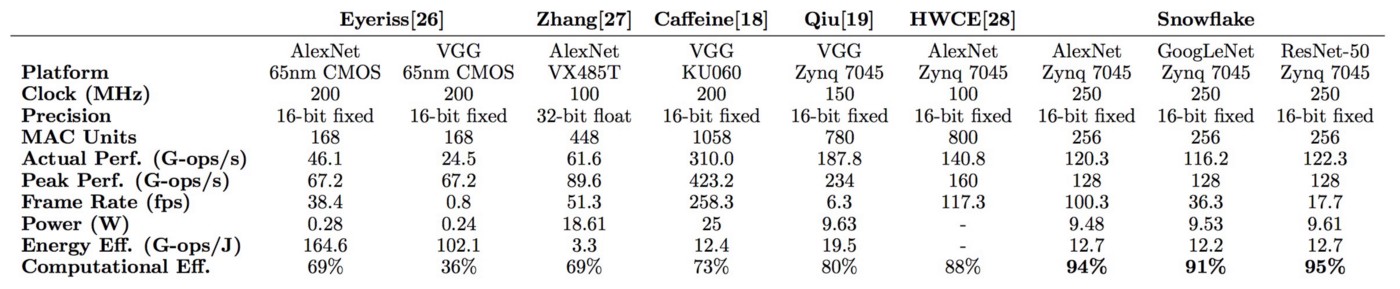 Eyeriss[26] Zhang[27] Caffeine[18] Qiu[19] HWCE[28] Snowflake
AlexNet VGG AlexNet VGG VGG AlexNet AlexNet GoogLeNet ResNet-50
Platform 65nm CMOS 65nm CMOS VX485T KU060 Zynq 7045 Zynq 7045 Zynq 7045 Zynq 7045 Zynq 7045
Clock (MHz) 200 200 100 200 150 100 250 250 250
Precision 16-bit fixed 16-bit fixed 32-bit float 16-bit fixed 16-bit fixed 16-bit fixed 16-bit fixed 16-bit fixed 16-bit fixed
MAC Units 168 168 448 1058 780 800 256 256 256
Actual Perf. (G-ops/s) 46.1 24.5 61.6 310.0 187.8 140.8 120.3 116.2 122.3
Peak Perf. (G-ops/s) 67.2 67.2 89.6 423.2 234 160 128 128 128
Frame Rate (fps) 38.4 0.8 51.3 258.3 6.3 117.3 100.3 36.3 17.7
Power (W) 0.28 0.24 18.61 25 9.63 - 9.48 9.53 9.61
Energy Eff. (G-ops/J) 164.6 102.1 3.3 12.4 19.5 - 12.7 12.2 12.7
Computational Eff. 69% 36% 69% 73% 80% 88% 94% 91% 95%